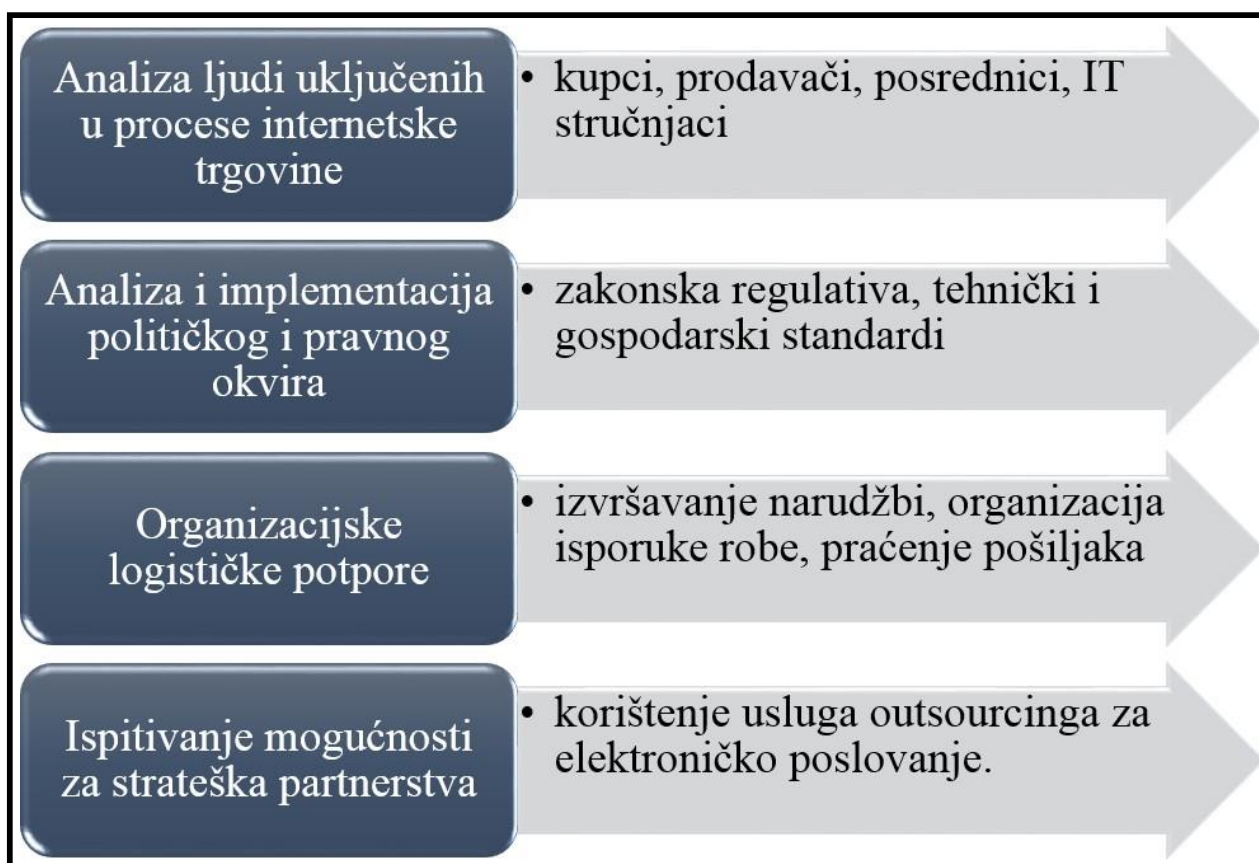 Analiza ljudi uključenih
u procese internetske
trgovine
• kupci, prodavači, posrednici, IT
stručnjaci
Analiza i implementacija
političkog i pravnog
okvira
• zakonska regulativa, tehnički i
gospodarski standardi
Organizacijske
logističke potpore
• izvršavanje narudžbi, organizacija
isporuke robe, praćenje pošiljaka
Ispitivanje mogućnosti
za strateška partnerstva
• korištenje usluga outsourcinga za
elektroničko poslovanje.